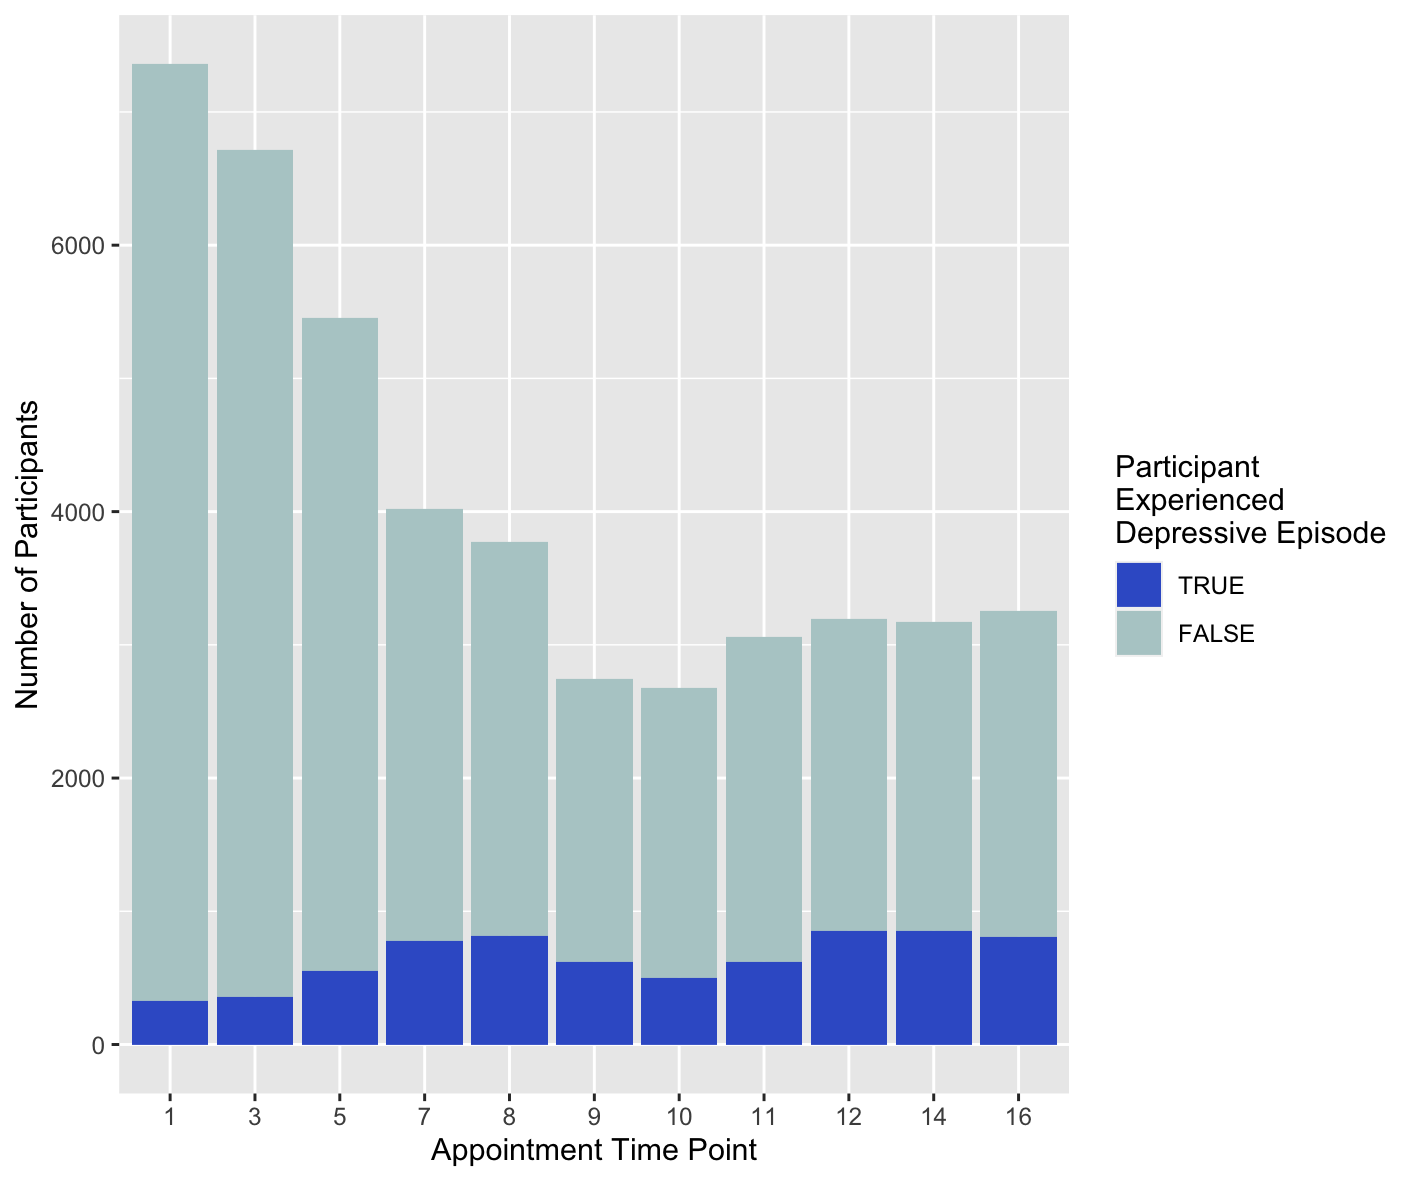 6000
4000
2000
0
Number of Participants
1 3 5 7 8 9 10 11 12 14 16
Appointment Time Point
Participant
Experienced
Depressive Episode
TRUE
FALSE